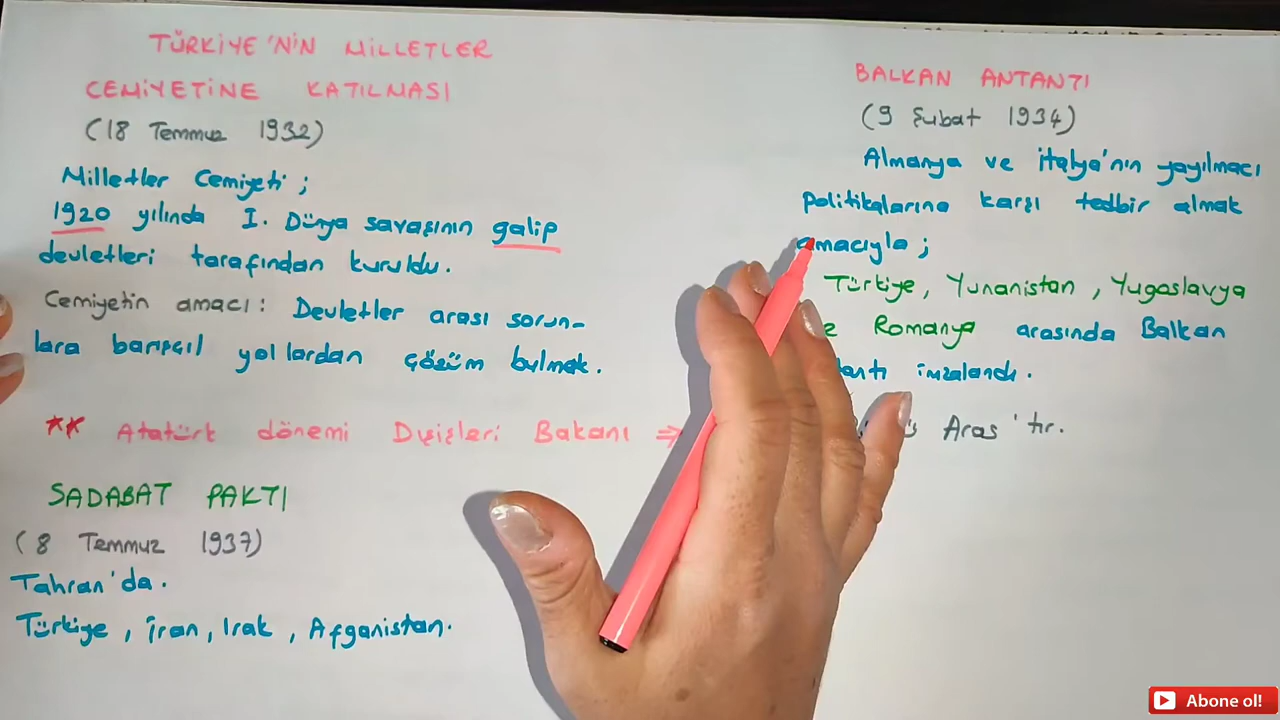 TÜRKİYE'NİN MİLLETLER
CEMİYETİNE KATILMASI
(18 Temmuz 1932)
Milletler Cemiyeti;
1920 yılında I. Dünya savaşının galip
devletleri tarafından kuruldu.
Cemiyetin amacı: Devletler arası sorun-
lara barışçıl yollardan çözüm bulmak.
** Atatürk dönemi Dışişleri Bakanı ⇒ Aras'tır.
SADABAT PAKTI
(8 Temmuz 1937)
Tahran'da.
Türkiye, İran, Irak, Afganistan.
BALKAN ANTANTI
(9 Şubat 1934)
Almanya ve İtalya'nın yayılmacı
politikalarına karşı tedbir almak
amacıyla;
Türkiye, Yunanistan, Yugoslavya
Romanya arasında Balkan
imzalandı.
Abone ol!